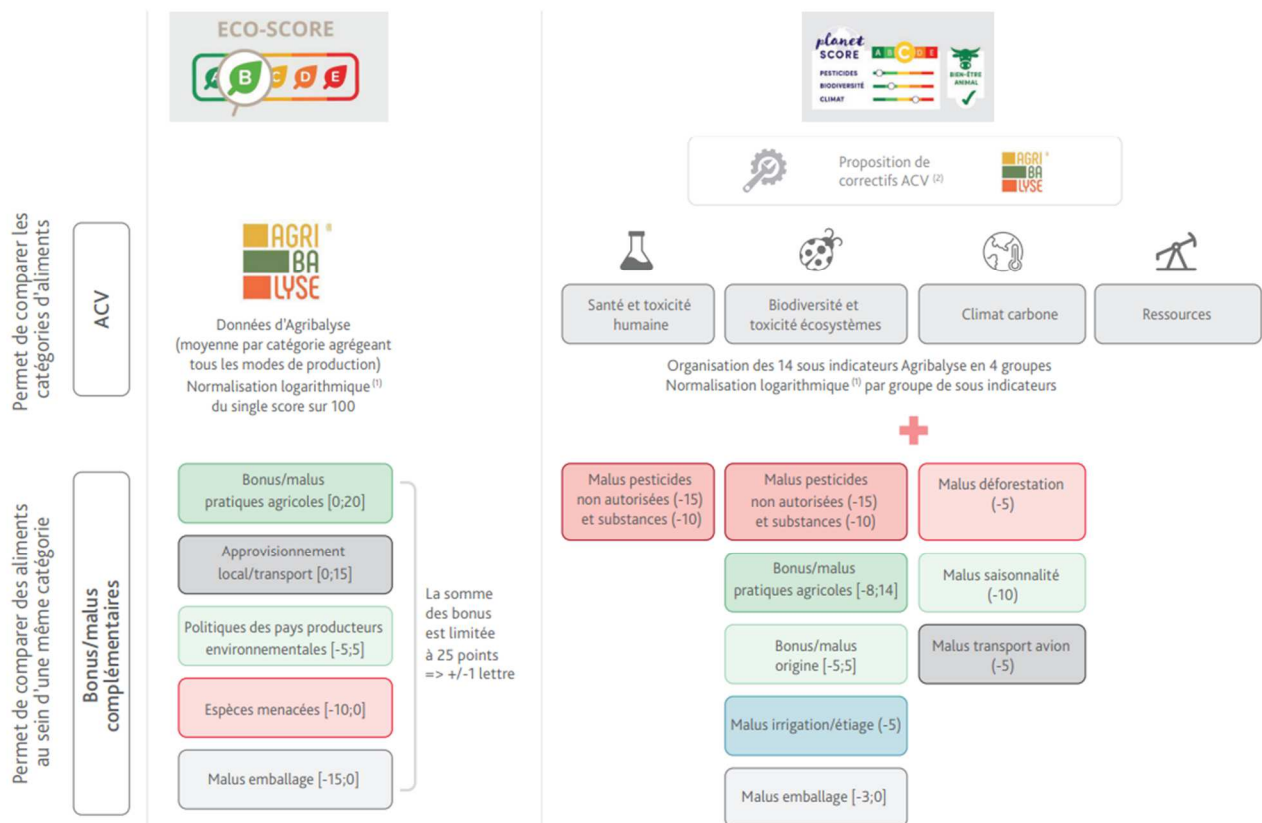 ECO-SCORE
A B C D E
planet
SCORE
A B C D E
PESTICIDES
BIODIVERSITÉ
CLIMAT
BIEN-ÊTRE
ANIMAL
Proposition de
correctifs ACV (2)
AGRI
BA
LYSE
Permet de comparer les
catégories d'aliments
ACV
AGRI ®
BA
LYSE
Données d'Agribalyse
(moyenne par catégorie agrégeant
tous les modes de production)
Normalisation logarithmique (1)
du single score sur 100
Santé et toxicité
humaine
Biodiversité et
toxicité écosystèmes
Climat carbone
Ressources
Organisation des 14 sous indicateurs Agribalyse en 4 groupes
Normalisation logarithmique (1) par groupe de sous indicateurs
Permet de comparer des aliments
au sein d'une même catégorie
Bonus/malus
complémentaires
Bonus/malus
pratiques agricoles [0;20]
Approvisionnement
local/transport [0;15]
Politiques des pays producteurs
environnementales [-5;5]
Espèces menacées [-10;0]
Malus emballage [-15;0]
La somme
des bonus
est limitée
à 25 points
=> +/-1 lettre
Malus pesticides
non autorisées (-15)
et substances (-10)
Malus pesticides
non autorisées (-15)
et substances (-10)
Bonus/malus
pratiques agricoles [-8;14]
Bonus/malus
origine [-5;5]
Malus irrigation/étiage (-5)
Malus emballage [-3;0]
Malus déforestation
(-5)
Malus saisonnalité
(-10)
Malus transport avion
(-5)